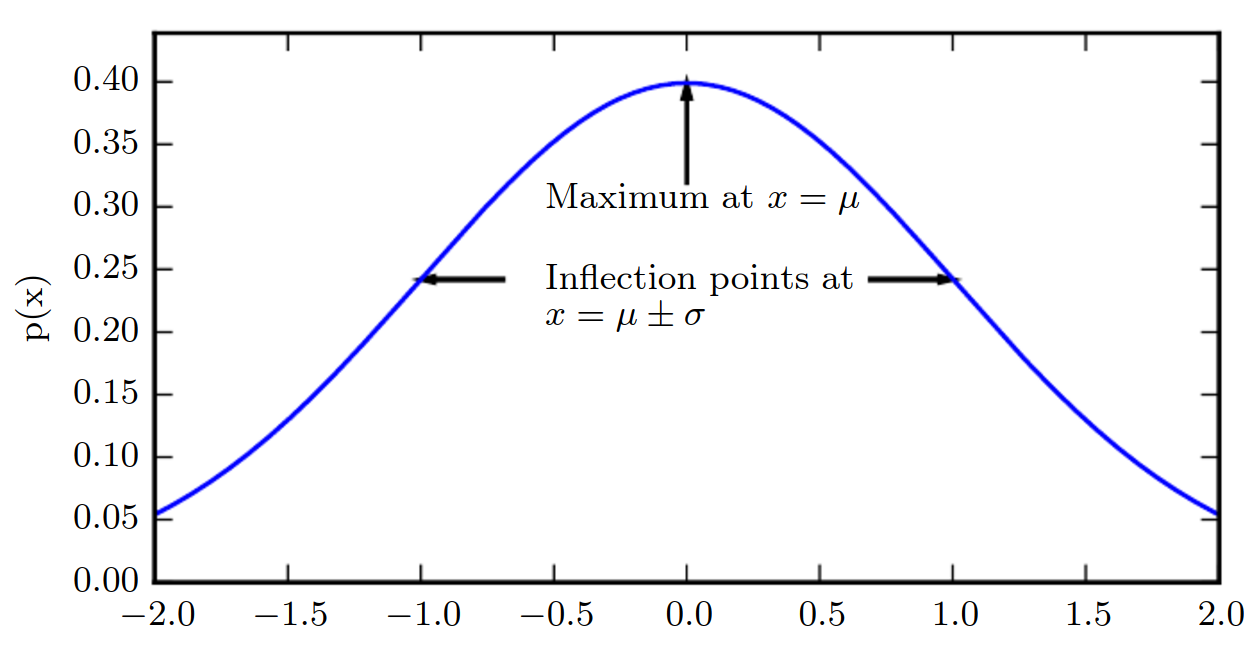 0.40
0.35
0.30
0.25
0.20
0.15
0.10
0.05
0.00
p(x)
Maximum at x = μ
Inflection points at
x = μ ± σ
−2.0 −1.5 −1.0 −0.5 0.0 0.5 1.0 1.5 2.0